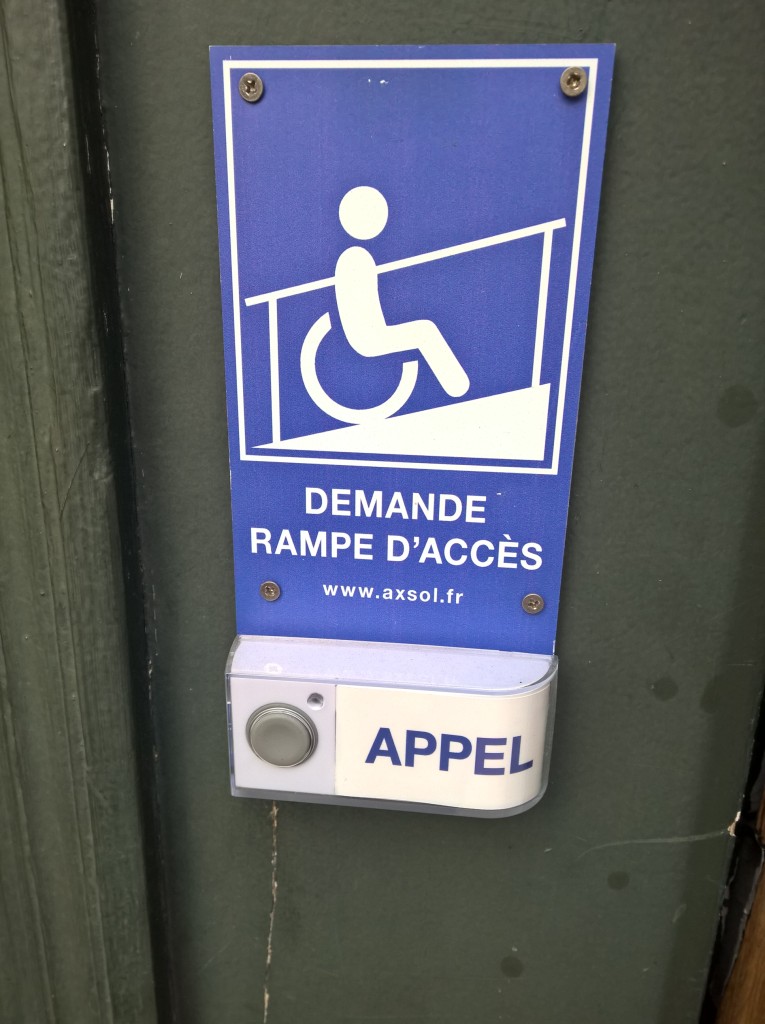 DEMANDE
RAMPE D'ACCÈS
www.axsol.fr
APPEL